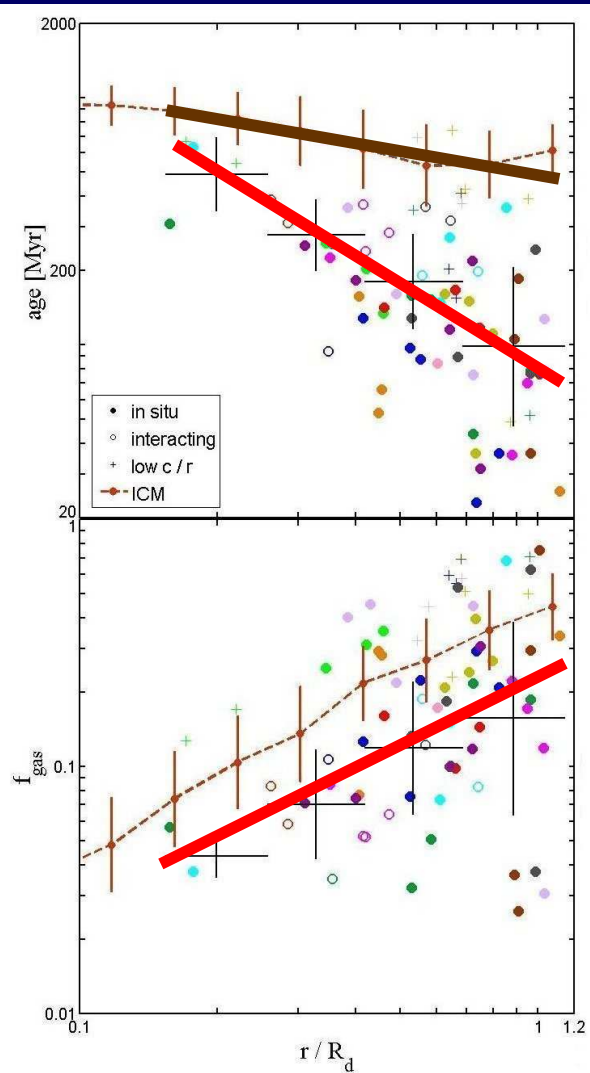 2000
age [Myr]
200
in situ
interacting
low c / r
ICM
20
1
f_gas
0.1
0.01
0.1
1
1.2
r / R_d